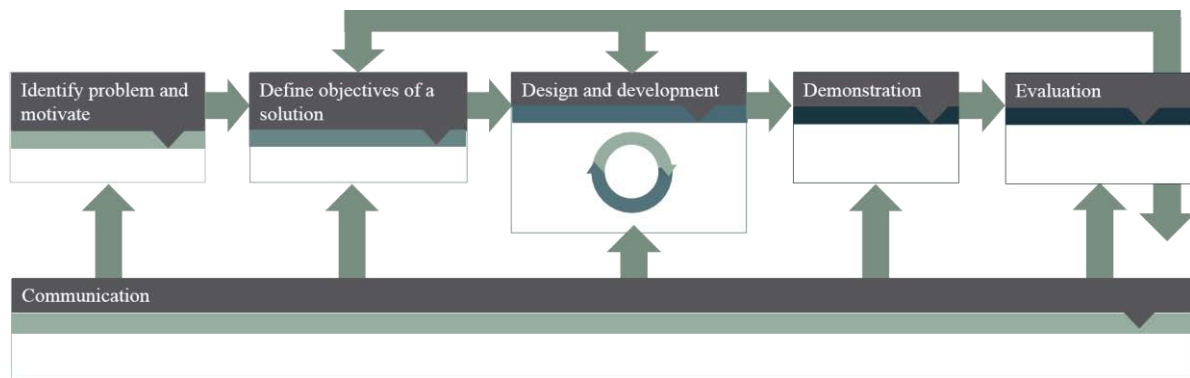 Identify problem and
motivate
Define objectives of a
solution
Design and development
Demonstration
Evaluation
Communication